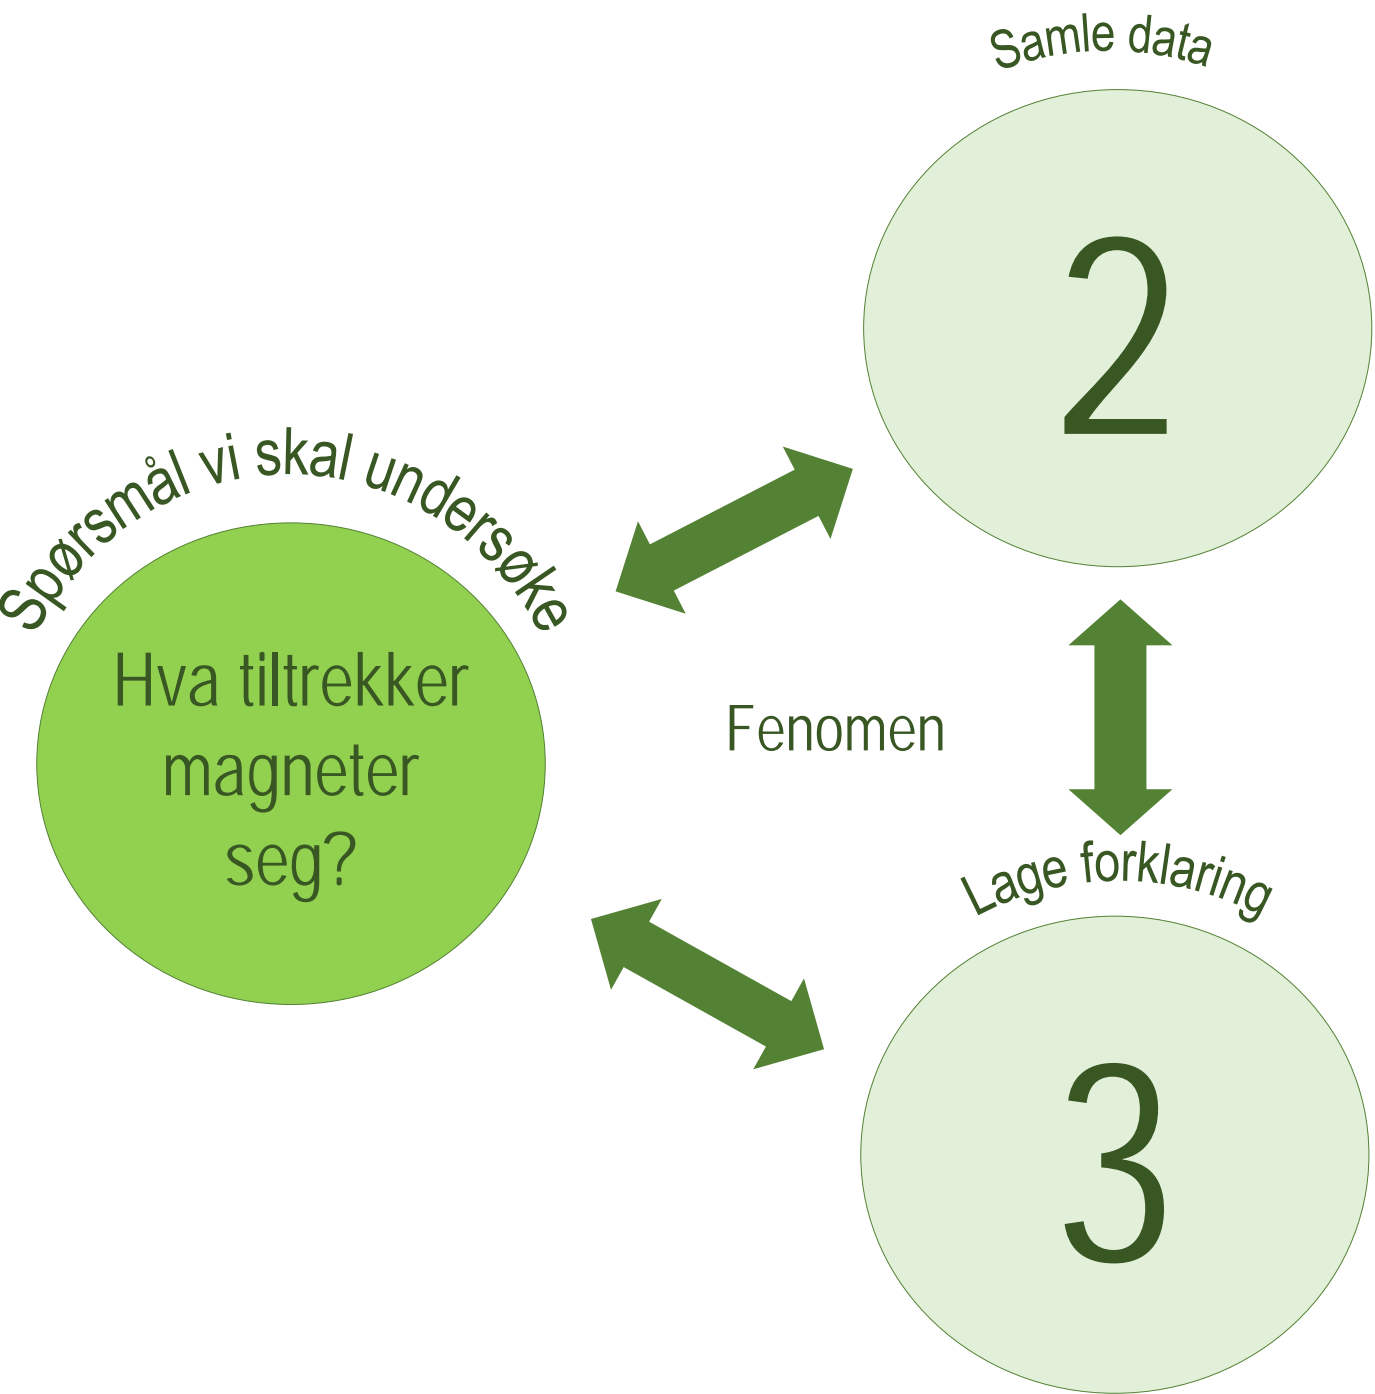 Samle data
2
Spørsmål vi skal undersøke
Hva tiltrekker
magneter
seg?
Fenomen
Lage forklaring
3